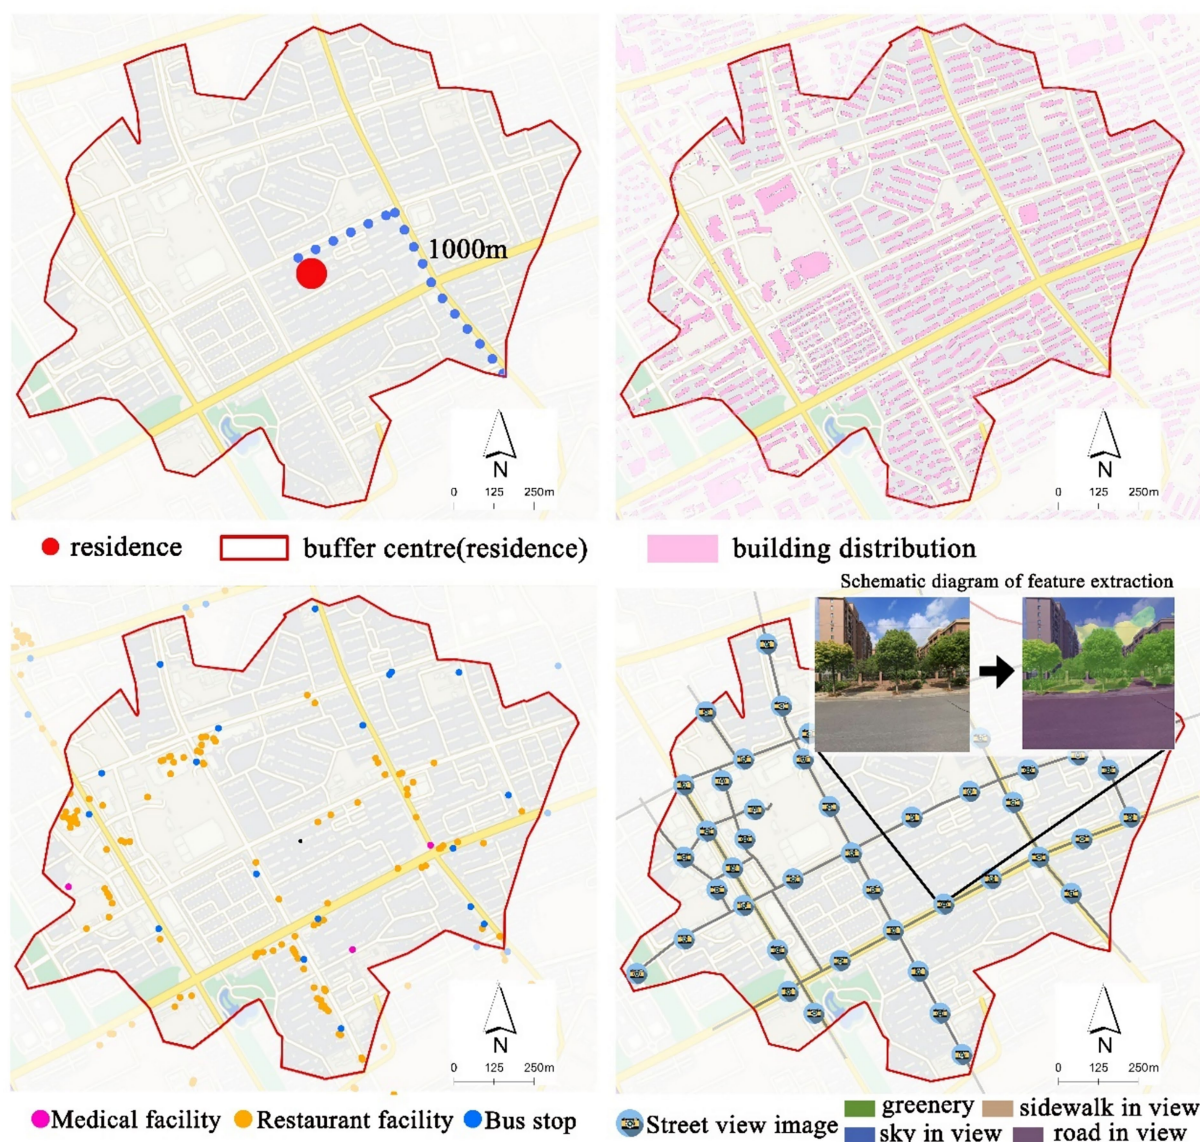 1000m
N
0 125 250m
N
0 125 250m
residence
buffer centre(residence)
building distribution
Schematic diagram of feature extraction
N
0 125 250m
N
0 125 250m
Medical facility
Restaurant facility
Bus stop
Street view image
greenery
sidewalk in view
sky in view
road in view